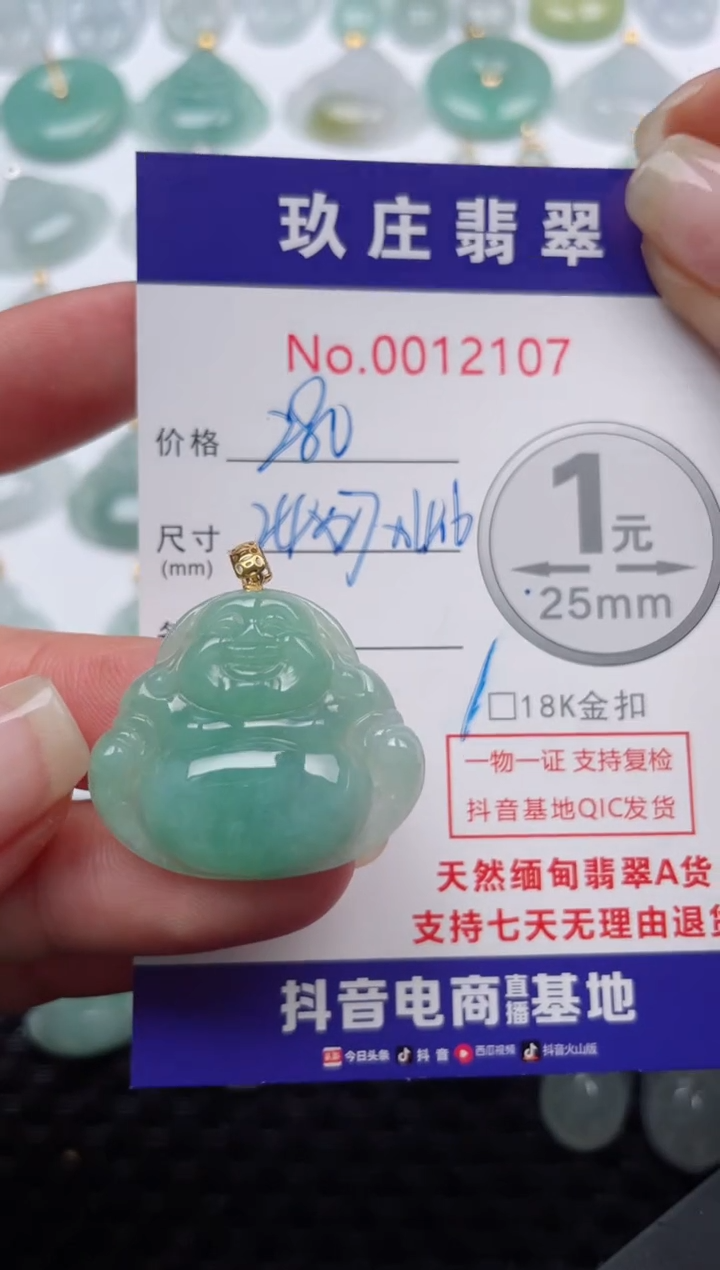 玖庄翡翠
No.0012107
价格 280
尺寸
(mm)
1元
25mm
□18K金扣
一物一证 支持复检
抖音基地QIC发货
天然缅甸翡翠A货
支持七天无理由退货
抖音电商直播基地
今日头条 抖音 西瓜视频 抖音火山版